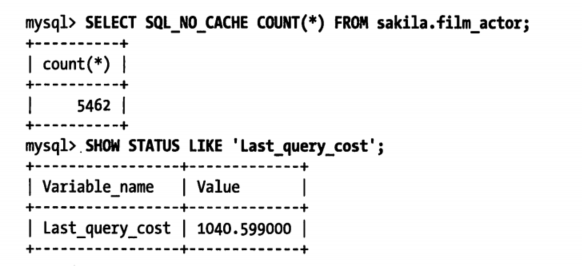 mysql> SELECT SQL_NO_CACHE COUNT(*) FROM sakila.film_actor;
+----------+
| count(*) |
+----------+
|     5462 |
+----------+
mysql> SHOW STATUS LIKE 'Last_query_cost';
+-----------------+-------------+
| Variable_name   | Value       |
+-----------------+-------------+
| Last_query_cost | 1040.599000 |
+-----------------+-------------+